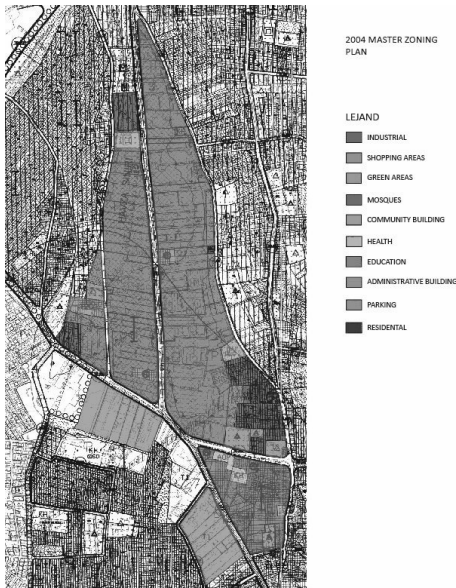 2004 MASTER ZONING
PLAN
LEJAND
INDUSTRIAL
SHOPPING AREAS
GREEN AREAS
MOSQUES
COMMUNITY BUILDING
HEALTH
EDUCATION
ADMINISTRATIVE BUILDING
PARKING
RESIDENTAL